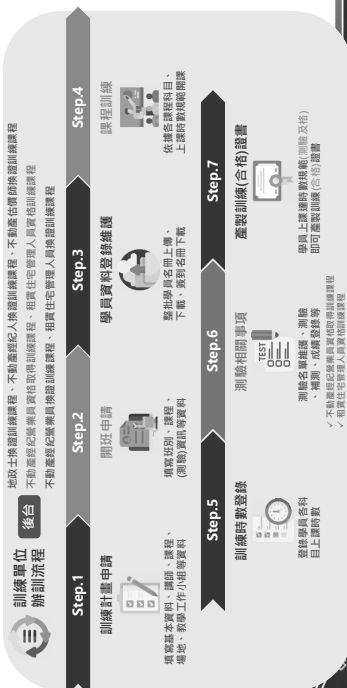 訓練單位
辦訓流程
後台
地政士換證訓練課程、不動產經紀人換證訓練課程、不動產估價師換證訓練課程
不動產經紀營業員資格取得訓練課程、租賃住宅管理人員資格訓練課程
不動產經紀營業員換證訓練課程、租賃住宅管理人員換證訓練課程
Step.1
訓練計畫申請
填寫基本資料、講師、課程、
場地、教學工作小組等資料
Step.2
開班申請
填寫班別、課程、
(測驗)資訊等資料
Step.3
學員資料登錄維護
整批學員名冊上傳、
下載、簽到名冊下載
Step.4
課程訓練
依據各課程科目、
上課時數規範開課
Step.5
訓練時數登錄
登錄學員各科
目上課時數
Step.6
測驗相關事項
TEST
測驗名單維護、測驗
、補測、成績登錄等
✓ 不動產經紀營業員資格取得訓練課程
✓ 租賃住宅管理人員資格訓練課程
Step.7
產製訓練(合格)證書
學員上課達時數規範(測驗及格)
即可產製訓練(合格)證書